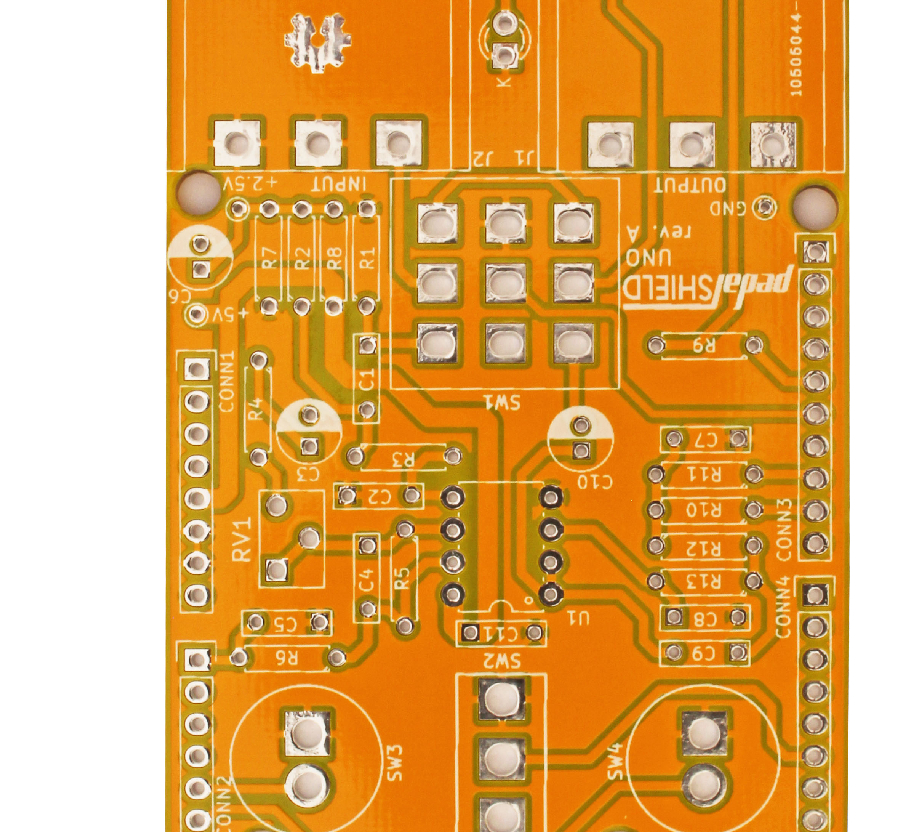 10505044-
K
J2 J1
+2.5V INPUT OUTPUT
GND
R7 R2 R8 R1
rev. A
UNO
C6
pedalSHIELD
+5V
R9
CONN1
C1
R4
SW1
C7
C3
R3
C10
R11
C2
R10
RV1
CONN3
R12
C4
R5
R13
C5
U1
C8
CONN4
C11
R6
SW2
C9
SW3
SW4
CONN2